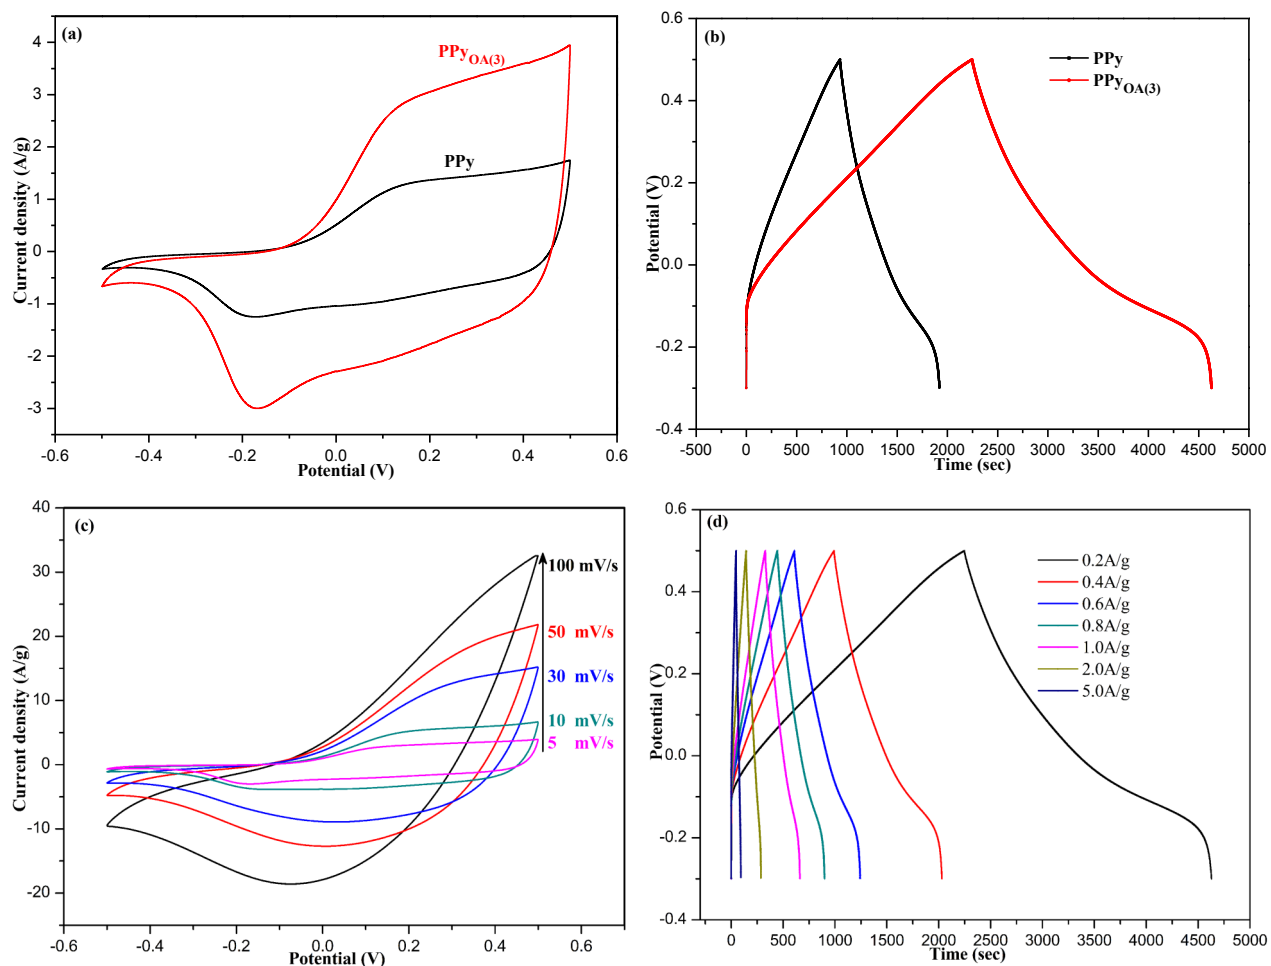 (a)
PPyOA(3)
PPy
Current density (A/g)
4
3
2
1
0
-1
-2
-3
-0.6 -0.4 -0.2 0.0 0.2 0.4 0.6
Potential (V)
(b)
PPy
PPyOA(3)
Potential (V)
0.6
0.4
0.2
0.0
-0.2
-0.4
-500 0 500 1000 1500 2000 2500 3000 3500 4000 4500 5000
Time (sec)
(c)
100 mV/s
50 mV/s
30 mV/s
10 mV/s
5 mV/s
Current density (A/g)
40
30
20
10
0
-10
-20
-0.6 -0.4 -0.2 0.0 0.2 0.4 0.6
Potential (V)
(d)
0.2A/g
0.4A/g
0.6A/g
0.8A/g
1.0A/g
2.0A/g
5.0A/g
Potential (V)
0.6
0.4
0.2
0.0
-0.2
-0.4
0 500 1000 1500 2000 2500 3000 3500 4000 4500 5000
Time (sec)